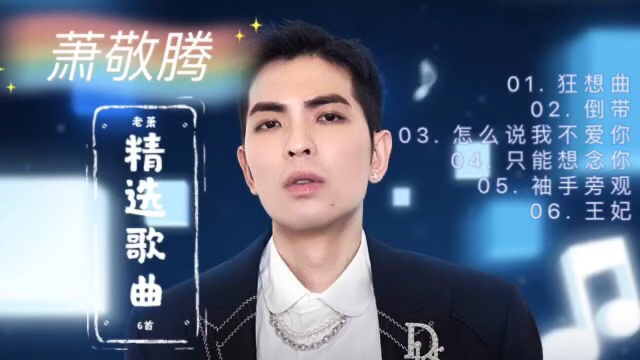 萧敬腾
老萧
精选歌曲
6首
01. 狂想曲
02. 倒带
03. 怎么说我不爱你
04. 只能想念你
05. 袖手旁观
06. 王妃